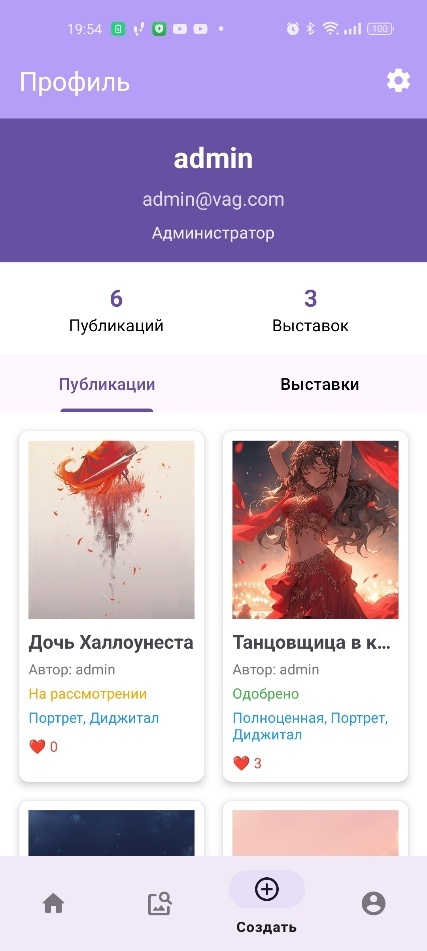 19:54
100
Профиль
admin
admin@vag.com
Администратор
6
Публикаций
3
Выставок
Публикации
Выставки
Дочь Халлоунеста
Автор: admin
На рассмотрении
Портрет, Диджитал
0
Танцовщица в к...
Автор: admin
Одобрено
Полноценная, Портрет,
Диджитал
3
Создать